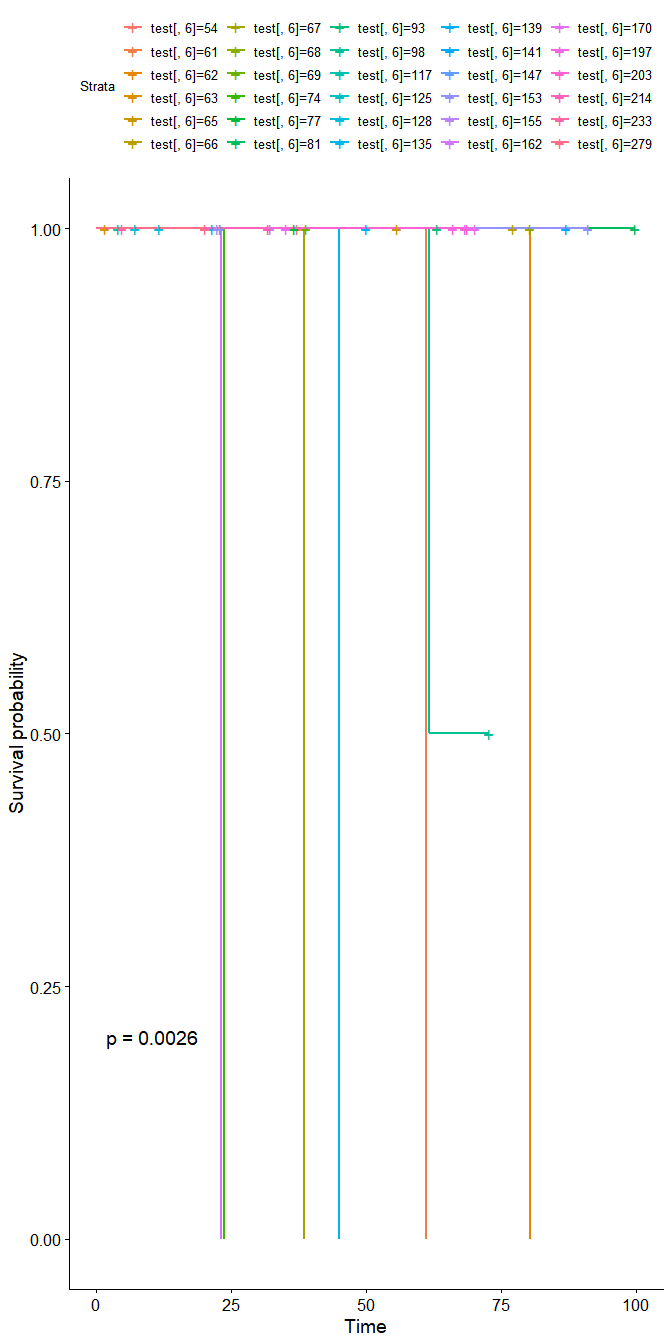 test[, 6]=54 test[, 6]=67 test[, 6]=93 test[, 6]=139 test[, 6]=170
test[, 6]=61 test[, 6]=68 test[, 6]=98 test[, 6]=141 test[, 6]=197
Strata test[, 6]=62 test[, 6]=69 test[, 6]=117 test[, 6]=147 test[, 6]=203
test[, 6]=63 test[, 6]=74 test[, 6]=125 test[, 6]=153 test[, 6]=214
test[, 6]=65 test[, 6]=77 test[, 6]=128 test[, 6]=155 test[, 6]=233
test[, 6]=66 test[, 6]=81 test[, 6]=135 test[, 6]=162 test[, 6]=279
1.00
0.75
Survival probability
0.50
0.25
p = 0.0026
0.00
0 25 50 75 100
Time